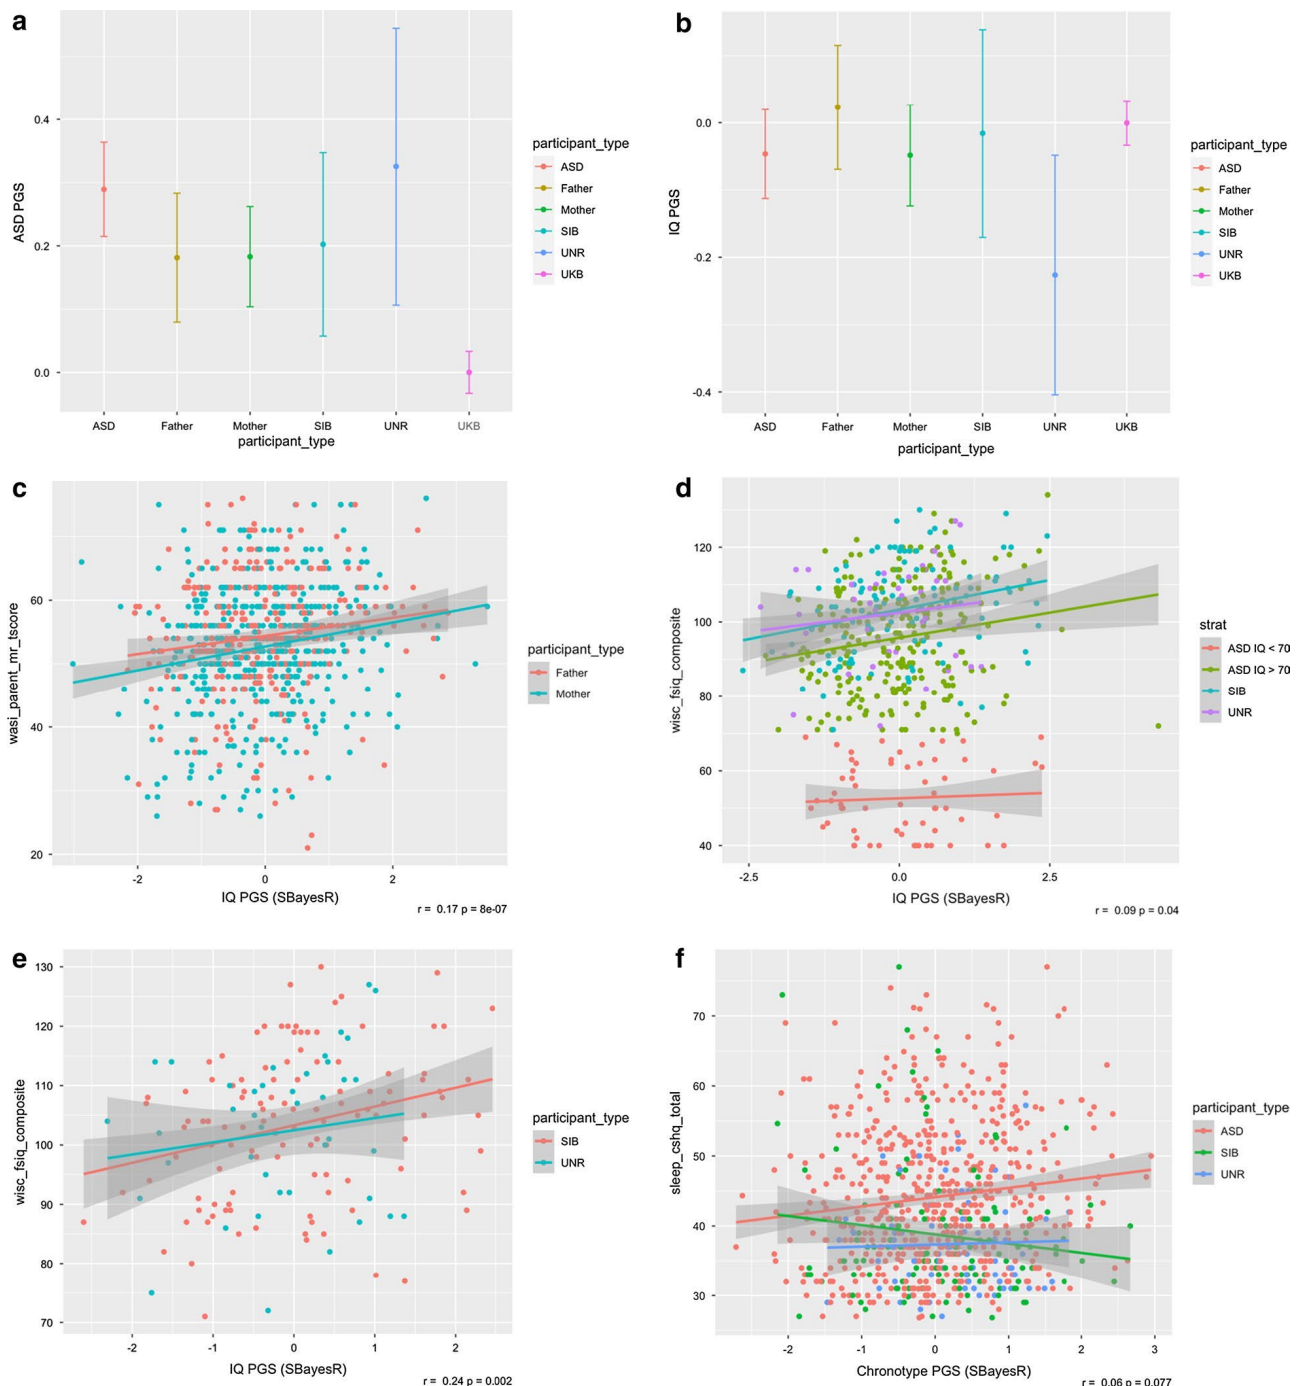 a
ASD PGS
0.4
0.2
0.0
ASD Father Mother SIB UNR UKB
participant_type
participant_type
ASD
Father
Mother
SIB
UNR
UKB
b
IQ PGS
0.0
-0.2
-0.4
ASD Father Mother SIB UNR UKB
participant_type
participant_type
ASD
Father
Mother
SIB
UNR
UKB
c
wasi_parent_mr_tscore
60
40
20
-2 0 2
IQ PGS (SBayesR)
r = 0.17 p = 8e-07
participant_type
Father
Mother
d
wisc_fsiq_composite
120
100
80
60
40
-2.5 0.0 2.5
IQ PGS (SBayesR)
r = 0.09 p = 0.04
strat
ASD IQ < 70
ASD IQ > 70
SIB
UNR
e
wisc_fsiq_composite
130
120
110
100
90
80
70
-2 -1 0 1 2
IQ PGS (SBayesR)
r = 0.24 p = 0.002
participant_type
SIB
UNR
f
sleep_cshq_total
70
60
50
40
30
-2 -1 0 1 2 3
Chronotype PGS (SBayesR)
r = 0.06 p = 0.077
participant_type
ASD
SIB
UNR